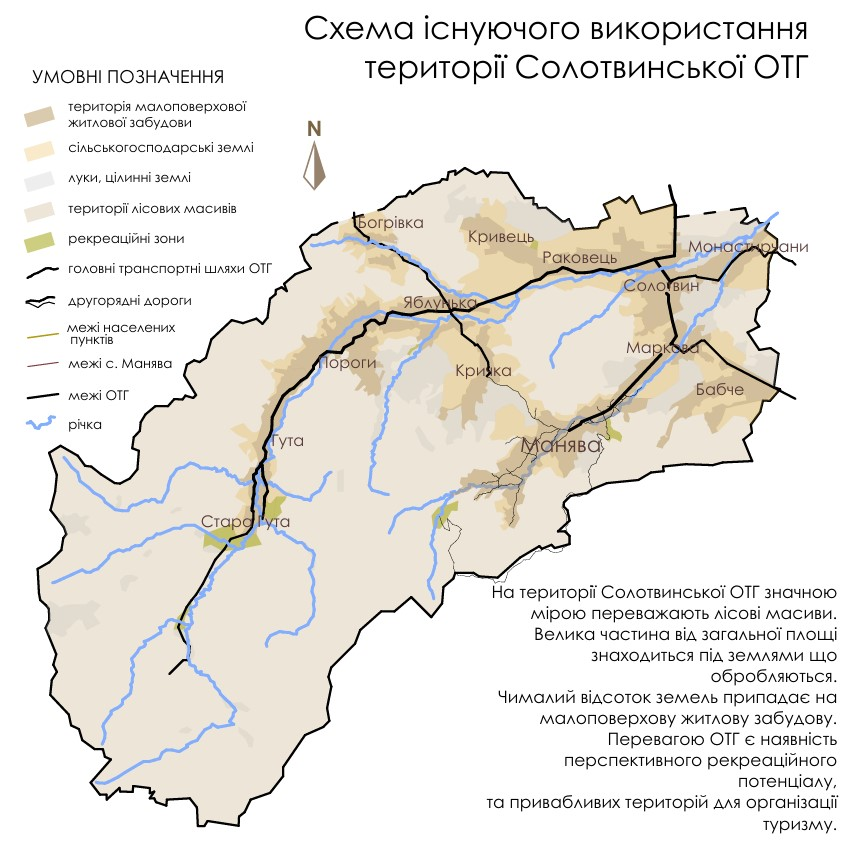 Схема існуючого використання
території Солотвинської ОТГ
УМОВНІ ПОЗНАЧЕННЯ
територія малоповерхової
житлової забудови
сільськогосподарські землі
луки, цілинні землі
території лісових масивів
рекреаційні зони
головні транспортні шляхи ОТГ
другорядні дороги
межі населених
пунктів
межі с. Манява
межі ОТГ
річка
N
Богрівка
Кривець
Раковець
Монастирчани
Солотвин
Яблунька
Маркова
Пороги
Кричка
Бабче
Гута
Манява
Стара Гута
На території Солотвинської ОТГ значною
мірою переважають лісові масиви.
Велика частина від загальної площі
знаходиться під землями що
обробляються.
Чималий відсоток земель припадає на
малоповерхову житлову забудову.
Перевагою ОТГ є наявність
перспективного рекреаційного
потенціалу,
та привабливих територій для організації
туризму.